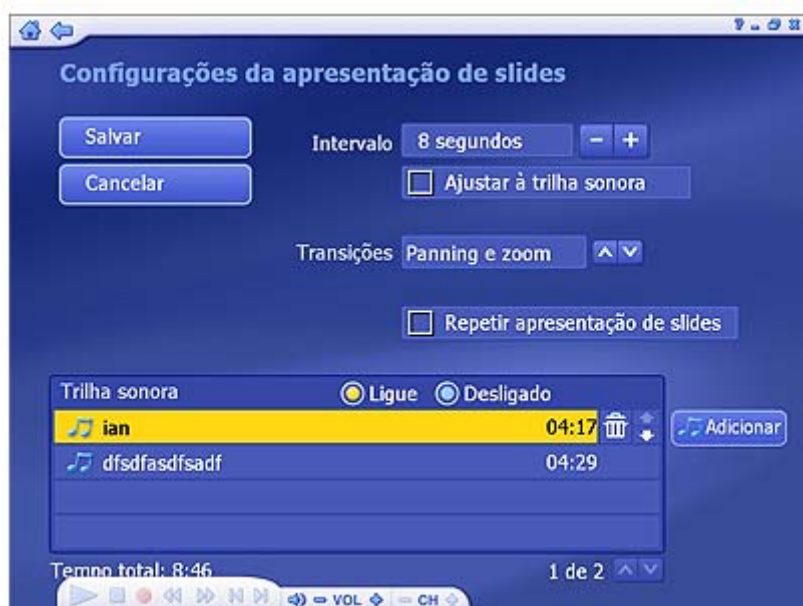 Configurações da apresentação de slides
Salvar
Cancelar
Intervalo 8 segundos - +
Ajustar à trilha sonora
Transições Panning e zoom
Repetir apresentação de slides
Trilha sonora Ligue Desligado
ian 04:17
dfsdfasdfsadf 04:29
Adicionar
Tempo total: 8:46 1 de 2
VOL CH